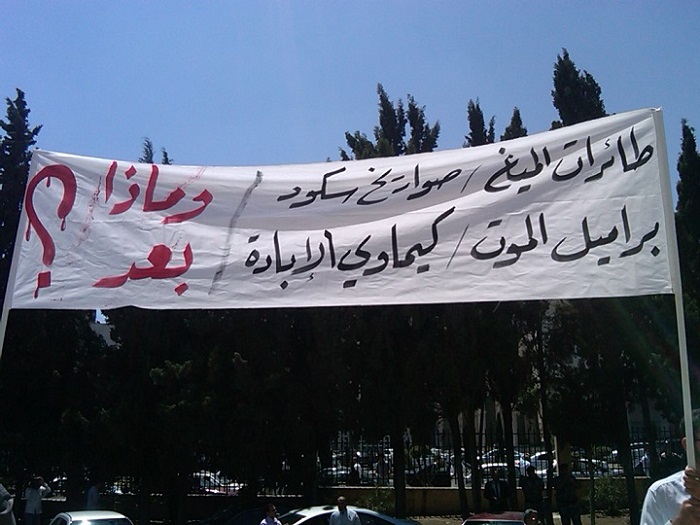 طائرات الميغ / صواريخ سكود / وماذا
براميل الموت / كيماوي الإبادة / بعد ؟